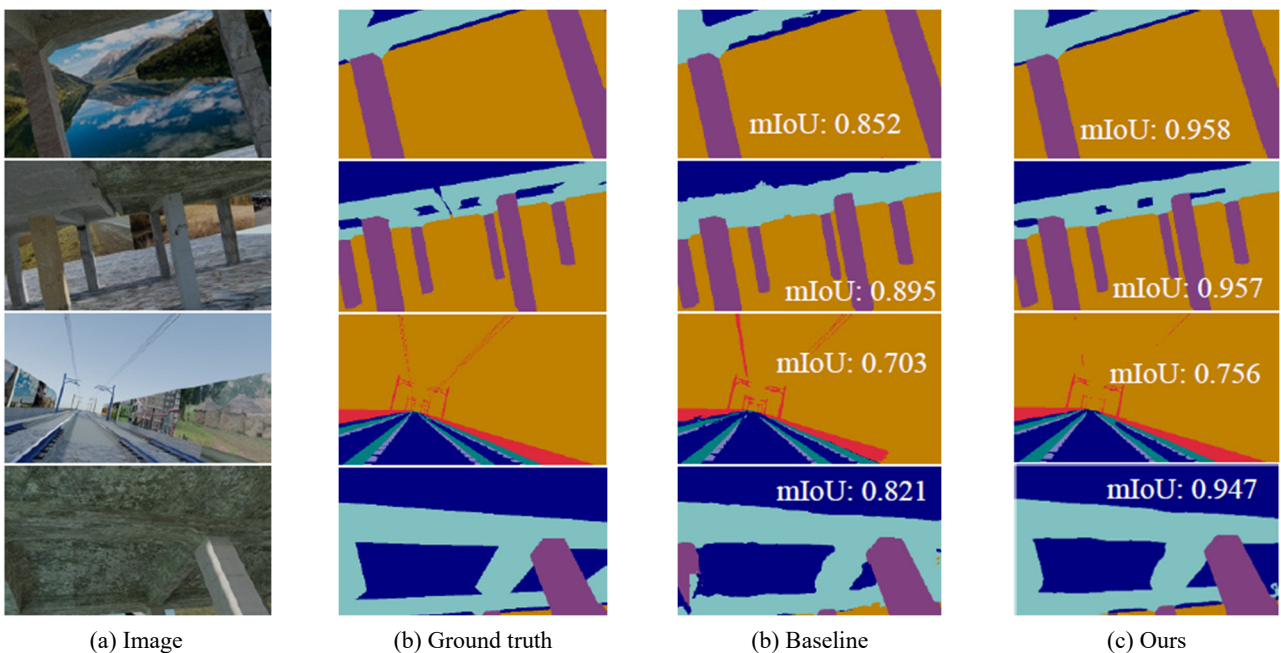 mIoU: 0.852
mIoU: 0.958
mIoU: 0.895
mIoU: 0.957
mIoU: 0.703
mIoU: 0.756
mIoU: 0.821
mIoU: 0.947
(a) Image
(b) Ground truth
(b) Baseline
(c) Ours